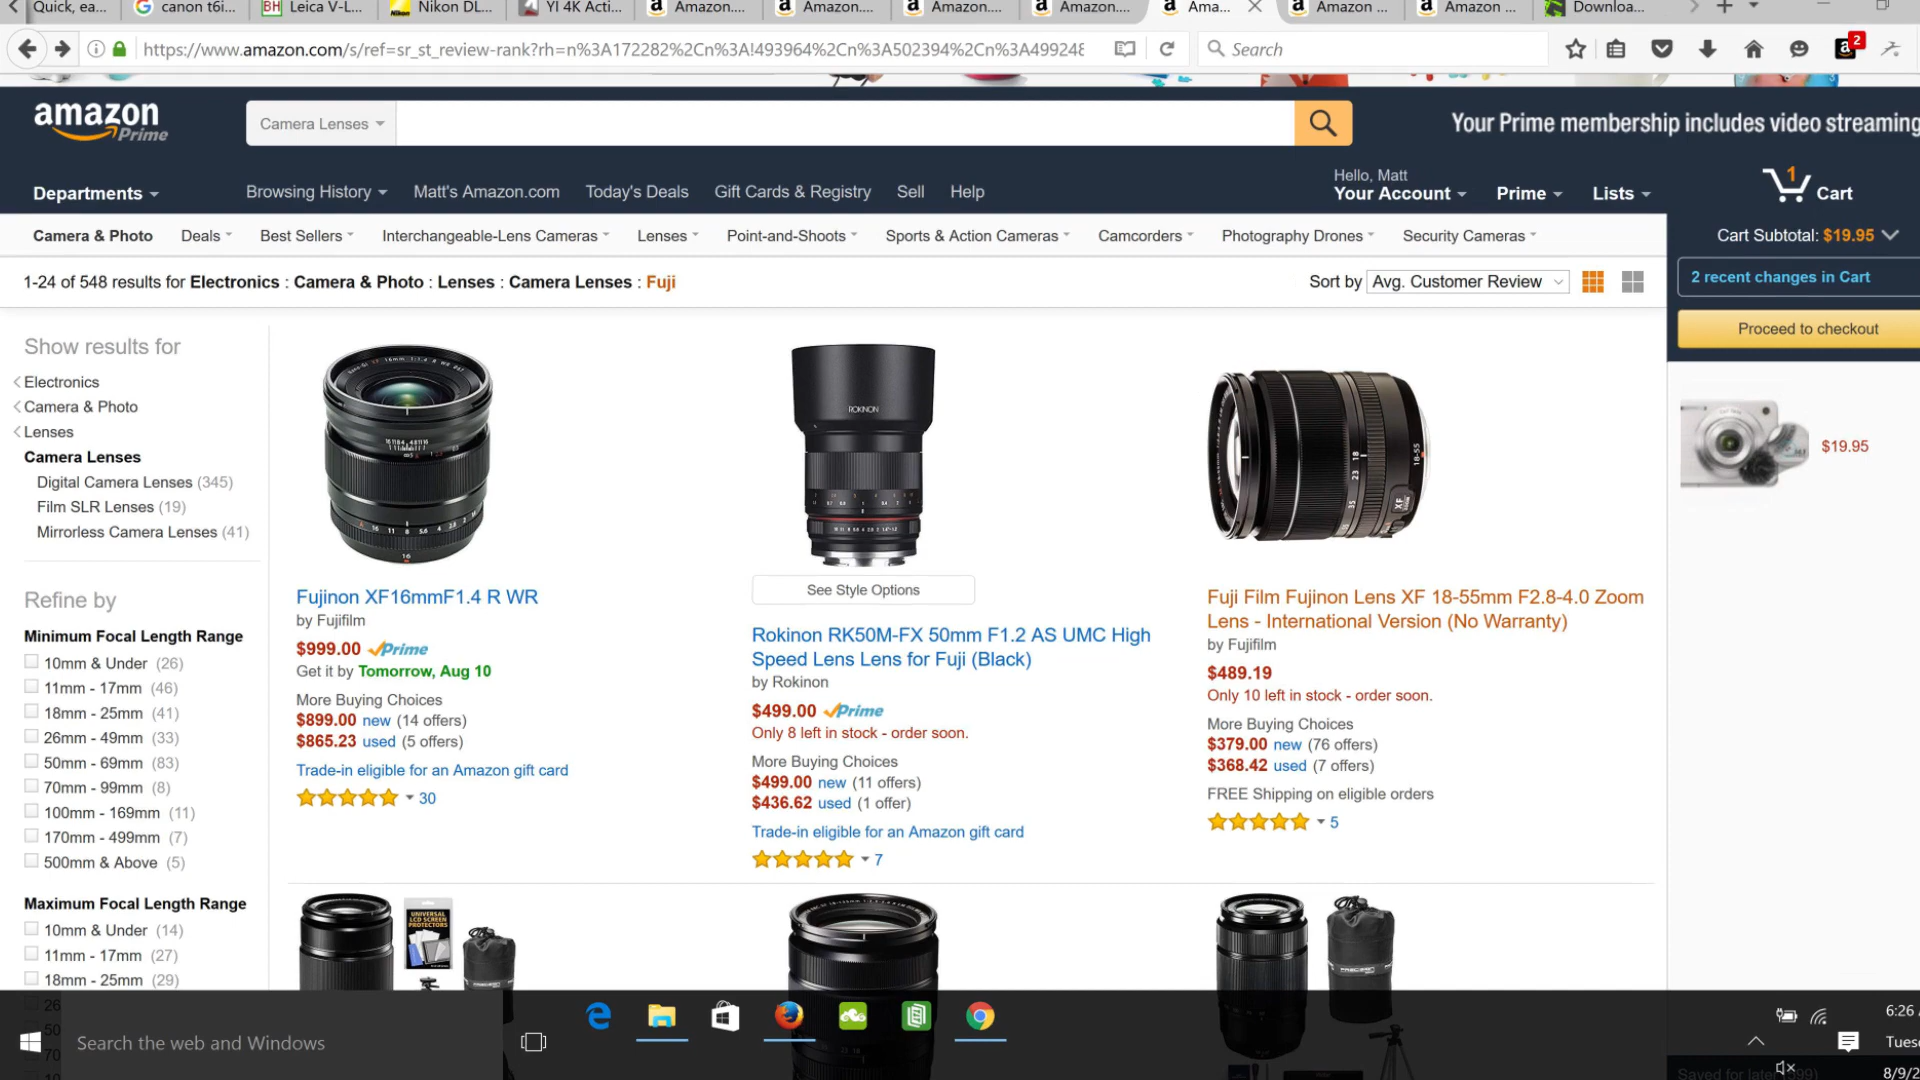 Quick, ea...
canon t6i...
BH Leica V-L...
Nikon DL...
YI 4K Acti...
Amazon....
Amazon....
Amazon....
Amazon....
Ama...
Amazon ...
Amazon ...
Downloa...
https://www.amazon.com/s/ref=sr_st_review-rank?rh=n%3A172282%2Cn%3A!493964%2Cn%3A502394%2Cn%3A499248
Search
2
amazon Prime
Camera Lenses
Your Prime membership includes video streaming
Departments
Browsing History
Matt's Amazon.com
Today's Deals
Gift Cards & Registry
Sell
Help
Hello, Matt
Your Account
Prime
Lists
1
Cart
Camera & Photo
Deals
Best Sellers
Interchangeable-Lens Cameras
Lenses
Point-and-Shoots
Sports & Action Cameras
Camcorders
Photography Drones
Security Cameras
Cart Subtotal: $19.95
1-24 of 548 results for Electronics : Camera & Photo : Lenses : Camera Lenses : Fuji
Sort by Avg. Customer Review
2 recent changes in Cart
Proceed to checkout
$19.95
Show results for
Electronics
Camera & Photo
Lenses
Camera Lenses
Digital Camera Lenses (345)
Film SLR Lenses (19)
Mirrorless Camera Lenses (41)
Refine by
Minimum Focal Length Range
10mm & Under (26)
11mm - 17mm (46)
18mm - 25mm (41)
26mm - 49mm (33)
50mm - 69mm (83)
70mm - 99mm (8)
100mm - 169mm (11)
170mm - 499mm (7)
500mm & Above (5)
Maximum Focal Length Range
10mm & Under (14)
11mm - 17mm (27)
18mm - 25mm (29)
26
50
70
Fujinon XF16mmF1.4 R WR
by Fujifilm
$999.00 Prime
Get it by Tomorrow, Aug 10
More Buying Choices
$899.00 new (14 offers)
$865.23 used (5 offers)
Trade-in eligible for an Amazon gift card
30
ROKINON
See Style Options
Rokinon RK50M-FX 50mm F1.2 AS UMC High
Speed Lens Lens for Fuji (Black)
by Rokinon
$499.00 Prime
Only 8 left in stock - order soon.
More Buying Choices
$499.00 new (11 offers)
$436.62 used (1 offer)
Trade-in eligible for an Amazon gift card
7
18-55
XF
Fuji Film Fujinon Lens XF 18-55mm F2.8-4.0 Zoom
Lens - International Version (No Warranty)
by Fujifilm
$489.19
Only 10 left in stock - order soon.
More Buying Choices
$379.00 new (76 offers)
$368.42 used (7 offers)
FREE Shipping on eligible orders
5
UNIVERSAL
LCD SCREEN
PROTECTORS
Search the web and Windows
6:26
Tues
8/9/2
Saved for later